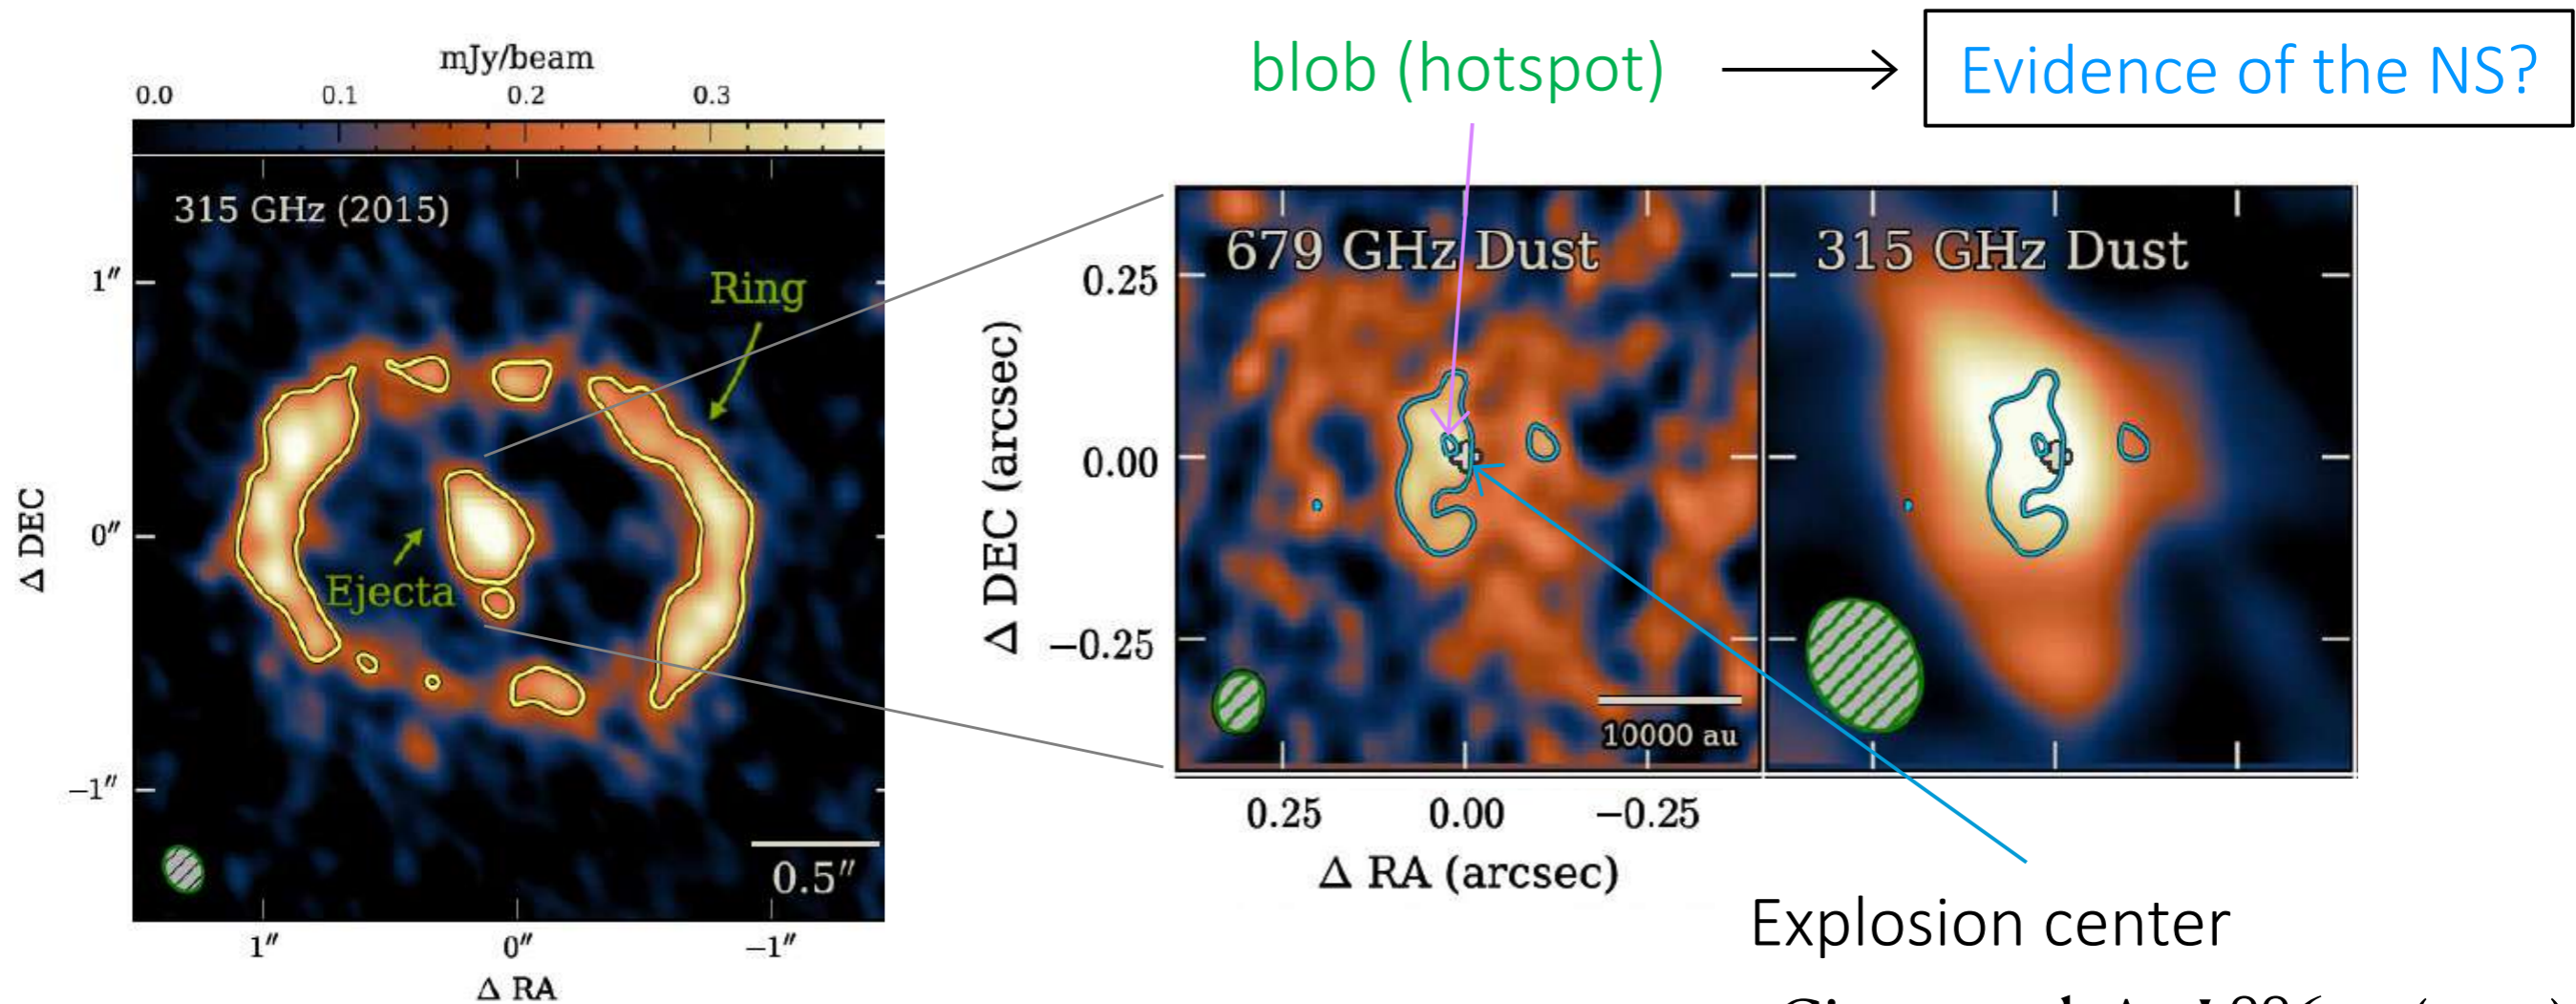 mJy/beam
0.0 0.1 0.2 0.3
315 GHz (2015)
Ring
Ejecta
1″
0″
−1″
Δ DEC
0.5″
1″ 0″ −1″
Δ RA
blob (hotspot)
Evidence of the NS?
679 GHz Dust
315 GHz Dust
0.25
0.00
−0.25
Δ DEC (arcsec)
10000 au
0.25 0.00 −0.25
Δ RA (arcsec)
Explosion center